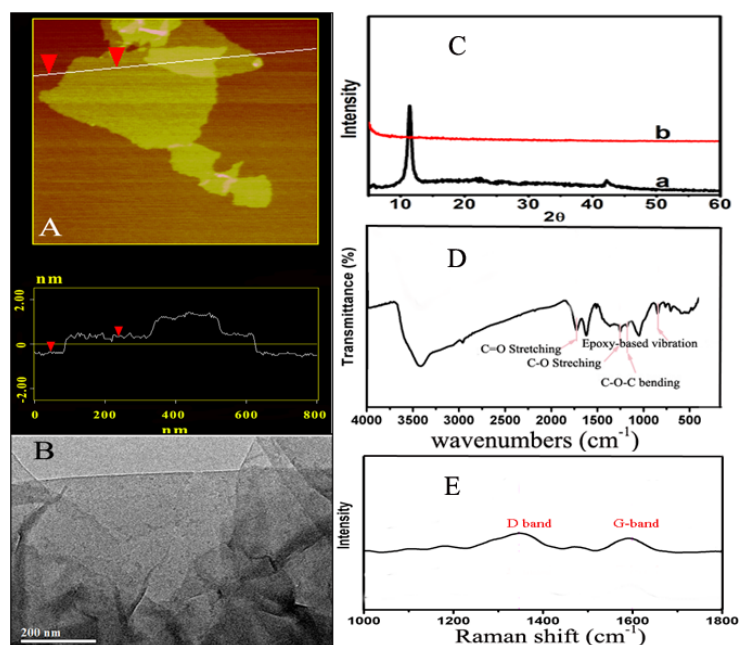 A
nm
2.00
0
-2.00
0
200
400
600
800
nm
B
200 nm
C
Intensity
b
a
10
20
30
40
50
60
2θ
D
Transmittance (%)
C=O Stretching
Epoxy-based vibration
C-O Streching
C-O-C bending
4000
3500
3000
2500
2000
1500
1000
500
wavenumbers (cm⁻¹)
E
Intensity
D band
G-band
1000
1200
1400
1600
1800
Raman shift (cm⁻¹)